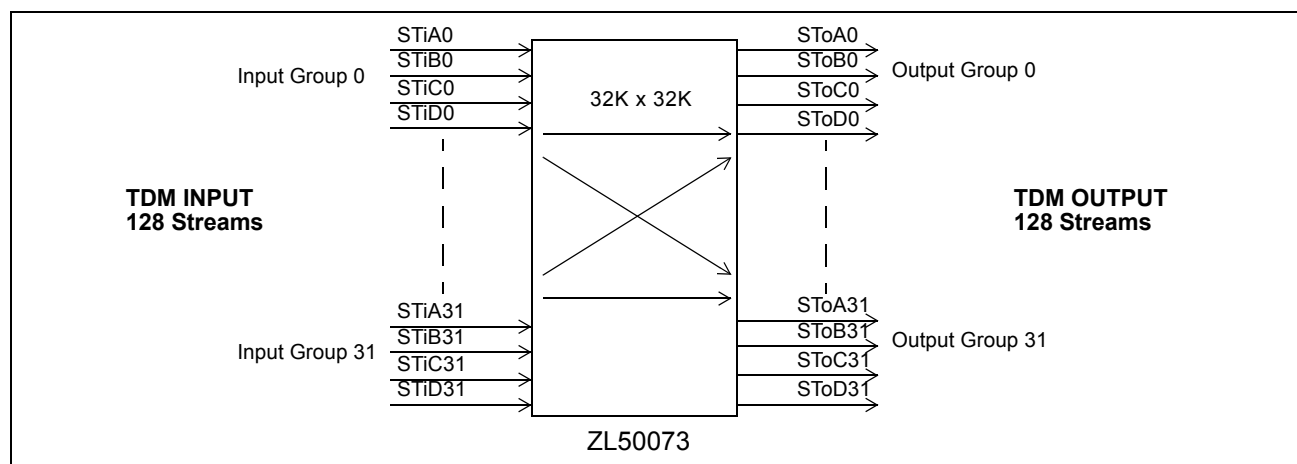 STiA0
STiB0
STiC0
STiD0
Input Group 0
32K x 32K
SToA0
SToB0
SToC0
SToD0
Output Group 0
TDM INPUT
128 Streams
TDM OUTPUT
128 Streams
STiA31
STiB31
STiC31
STiD31
Input Group 31
SToA31
SToB31
SToC31
SToD31
Output Group 31
ZL50073